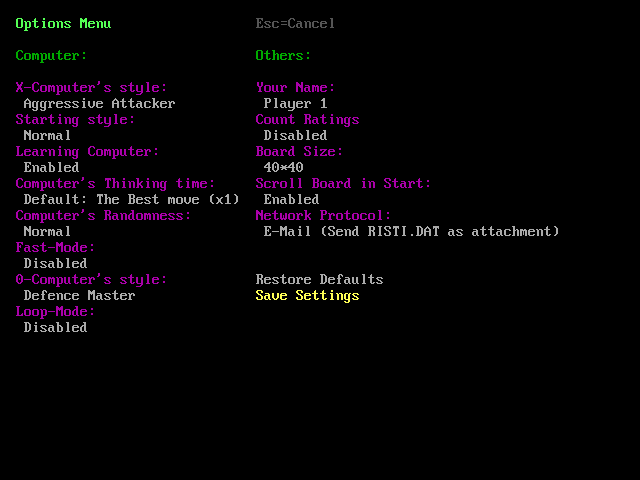 Options Menu
Esc=Cancel
Computer:
Others:
X-Computer's style:
Aggressive Attacker
Starting style:
Normal
Learning Computer:
Enabled
Computer's Thinking time:
Default: The Best move (x1)
Computer's Randomness:
Normal
Fast-Mode:
Disabled
0-Computer's style:
Defence Master
Loop-Mode:
Disabled
Your Name:
Player 1
Count Ratings
Disabled
Board Size:
40*40
Scroll Board in Start:
Enabled
Network Protocol:
E-Mail (Send RISTI.DAT as attachment)
Restore Defaults
Save Settings